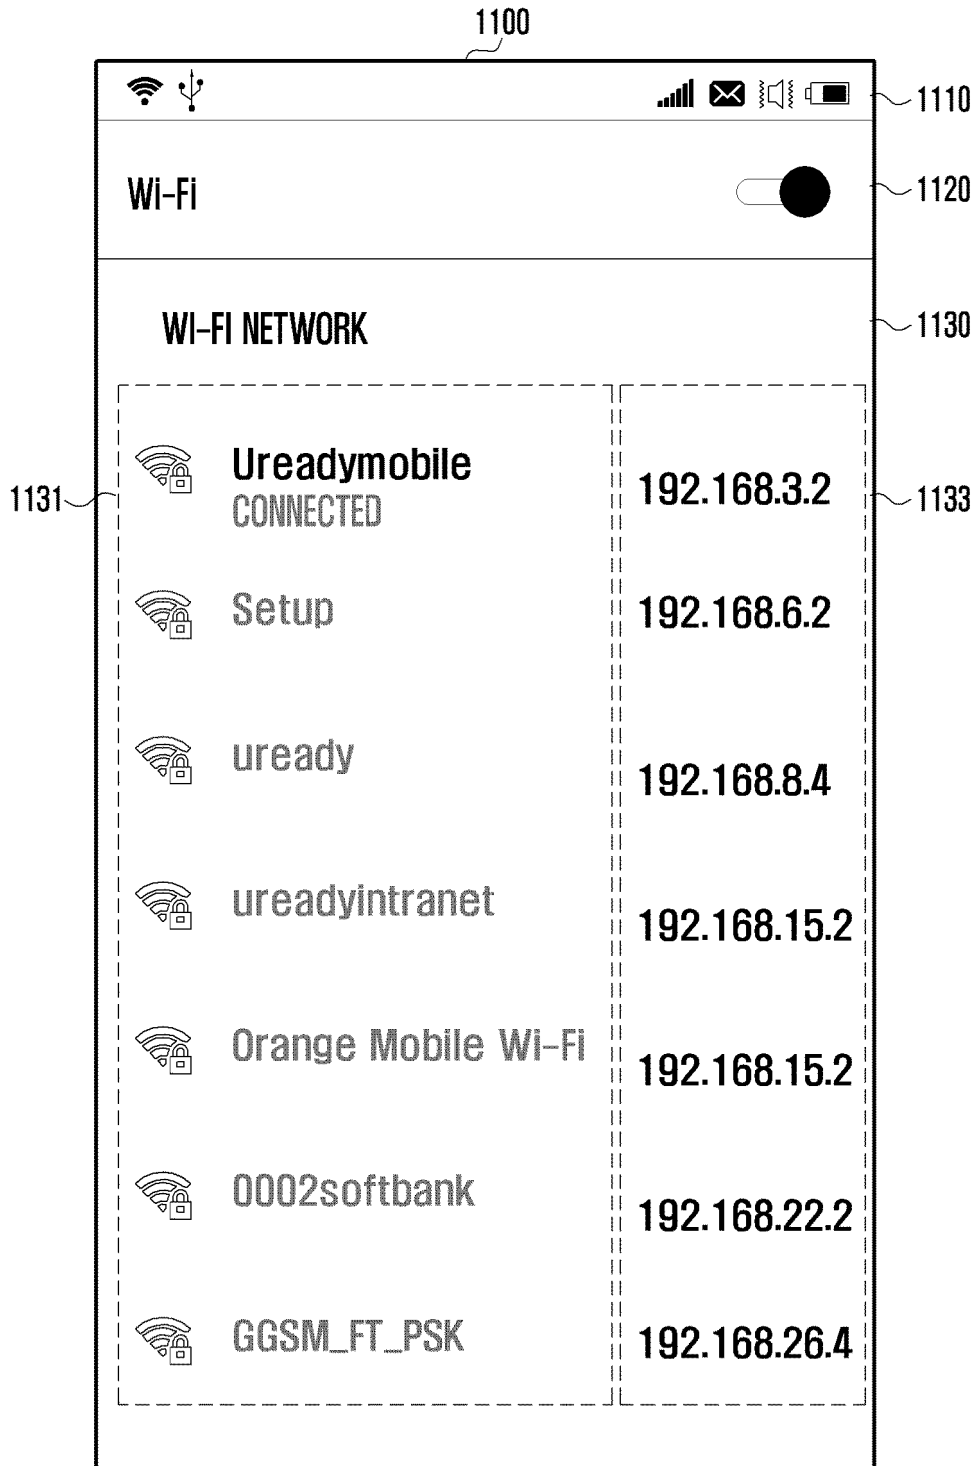 1100
1110
Wi-Fi
1120
WI-FI NETWORK
1130
1131
Ureadymobile
CONNECTED
192.168.3.2
1133
Setup
192.168.6.2
uready
192.168.8.4
ureadyintranet
192.168.15.2
Orange Mobile Wi-Fi
192.168.15.2
0002softbank
192.168.22.2
GGSM_FT_PSK
192.168.26.4